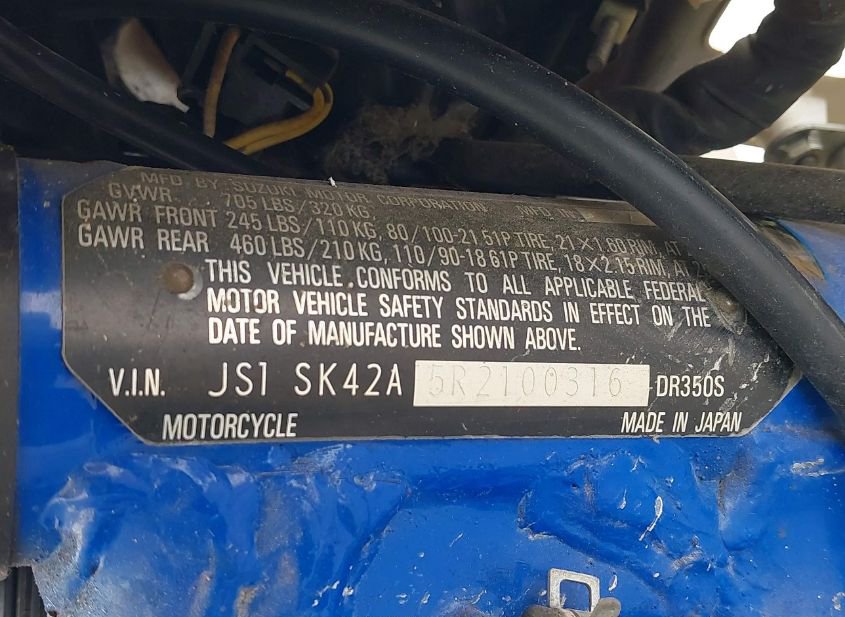 MFD BY SUZUKI MOTOR CORPORATION MFD IN
GVWR 705 LBS/320 KG.
GAWR FRONT 245 LBS/110 KG, 80/100-21 51P TIRE, 21×1.60 RIM, AT
GAWR REAR 460 LBS/210 KG, 110/90-18 61P TIRE, 18×2.15 RIM, AT
THIS VEHICLE CONFORMS TO ALL APPLICABLE FEDERAL
MOTOR VEHICLE SAFETY STANDARDS IN EFFECT ON THE
DATE OF MANUFACTURE SHOWN ABOVE.
V.I.N. JS1 SK42A 5R2100316 DR350S
MOTORCYCLE MADE IN JAPAN